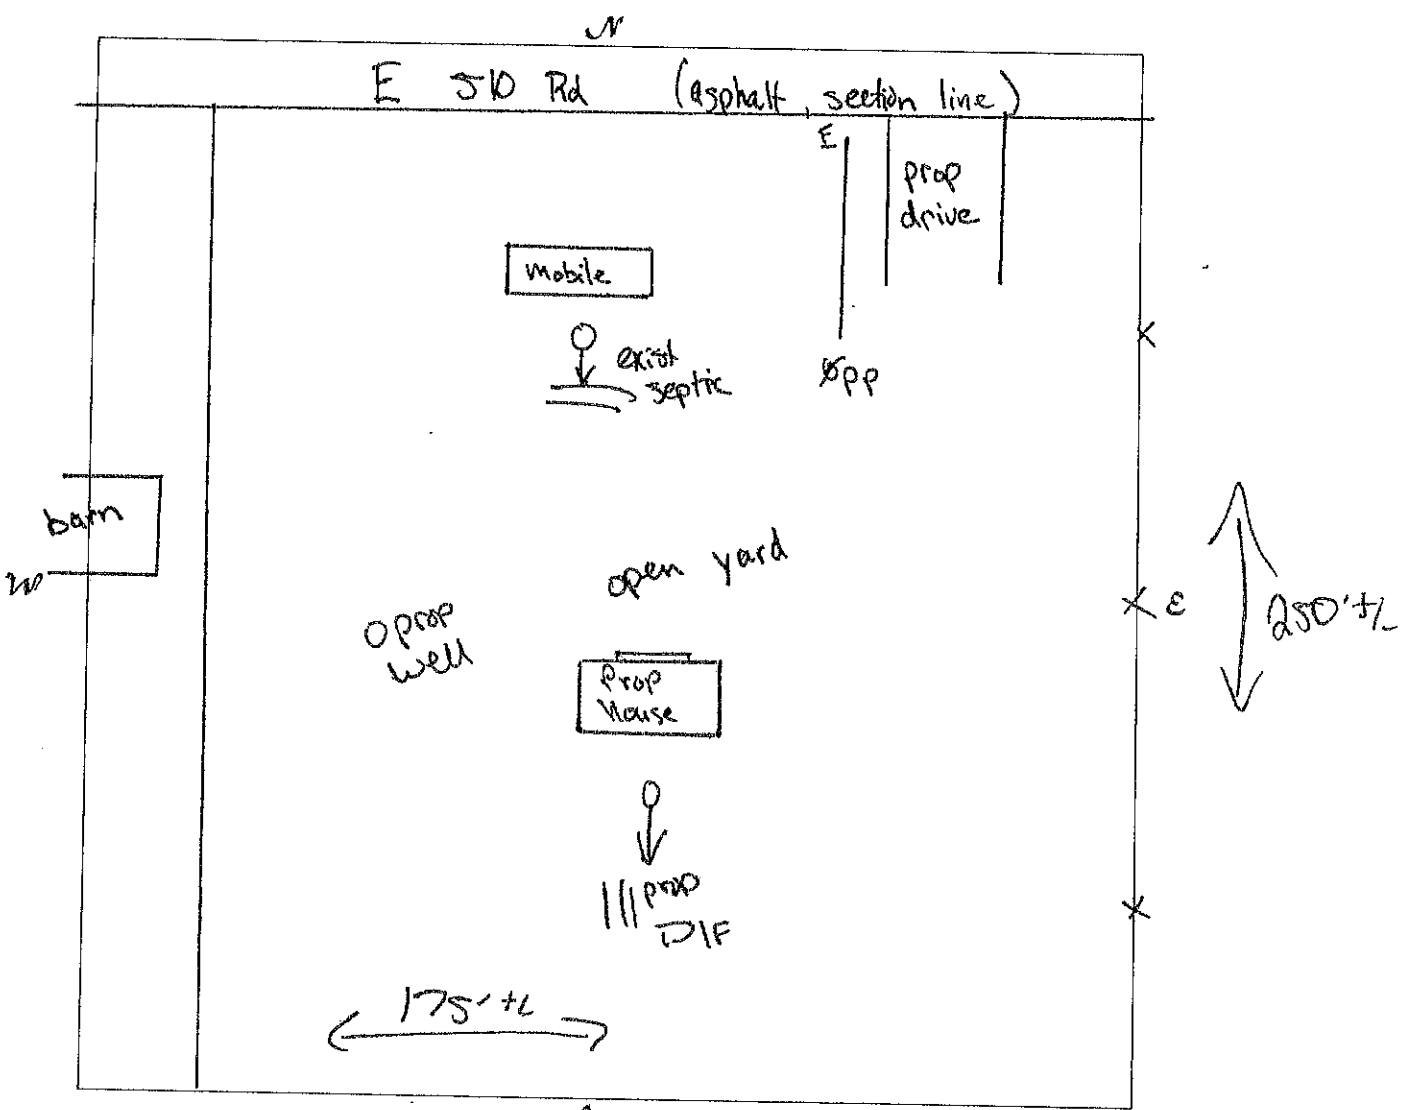 N
E 510 Rd (asphalt, section line)
E
prop
drive
mobile
exist
septic
pp
barn
W
open yard
O prop
well
E
250' +/-
Prop
House
prop
D/F
175' +/-